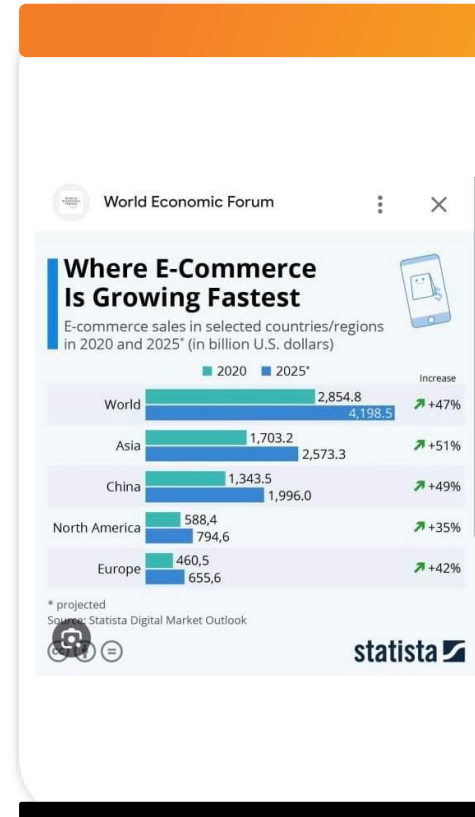 World Economic Forum
Where E-Commerce
Is Growing Fastest
E-commerce sales in selected countries/regions
in 2020 and 2025* (in billion U.S. dollars)
2020 2025*
Increase
World 2,854.8 4,198.5 +47%
Asia 1,703.2 2,573.3 +51%
China 1,343.5 1,996.0 +49%
North America 588,4 794,6 +35%
Europe 460,5 655,6 +42%
* projected
Source: Statista Digital Market Outlook
statista